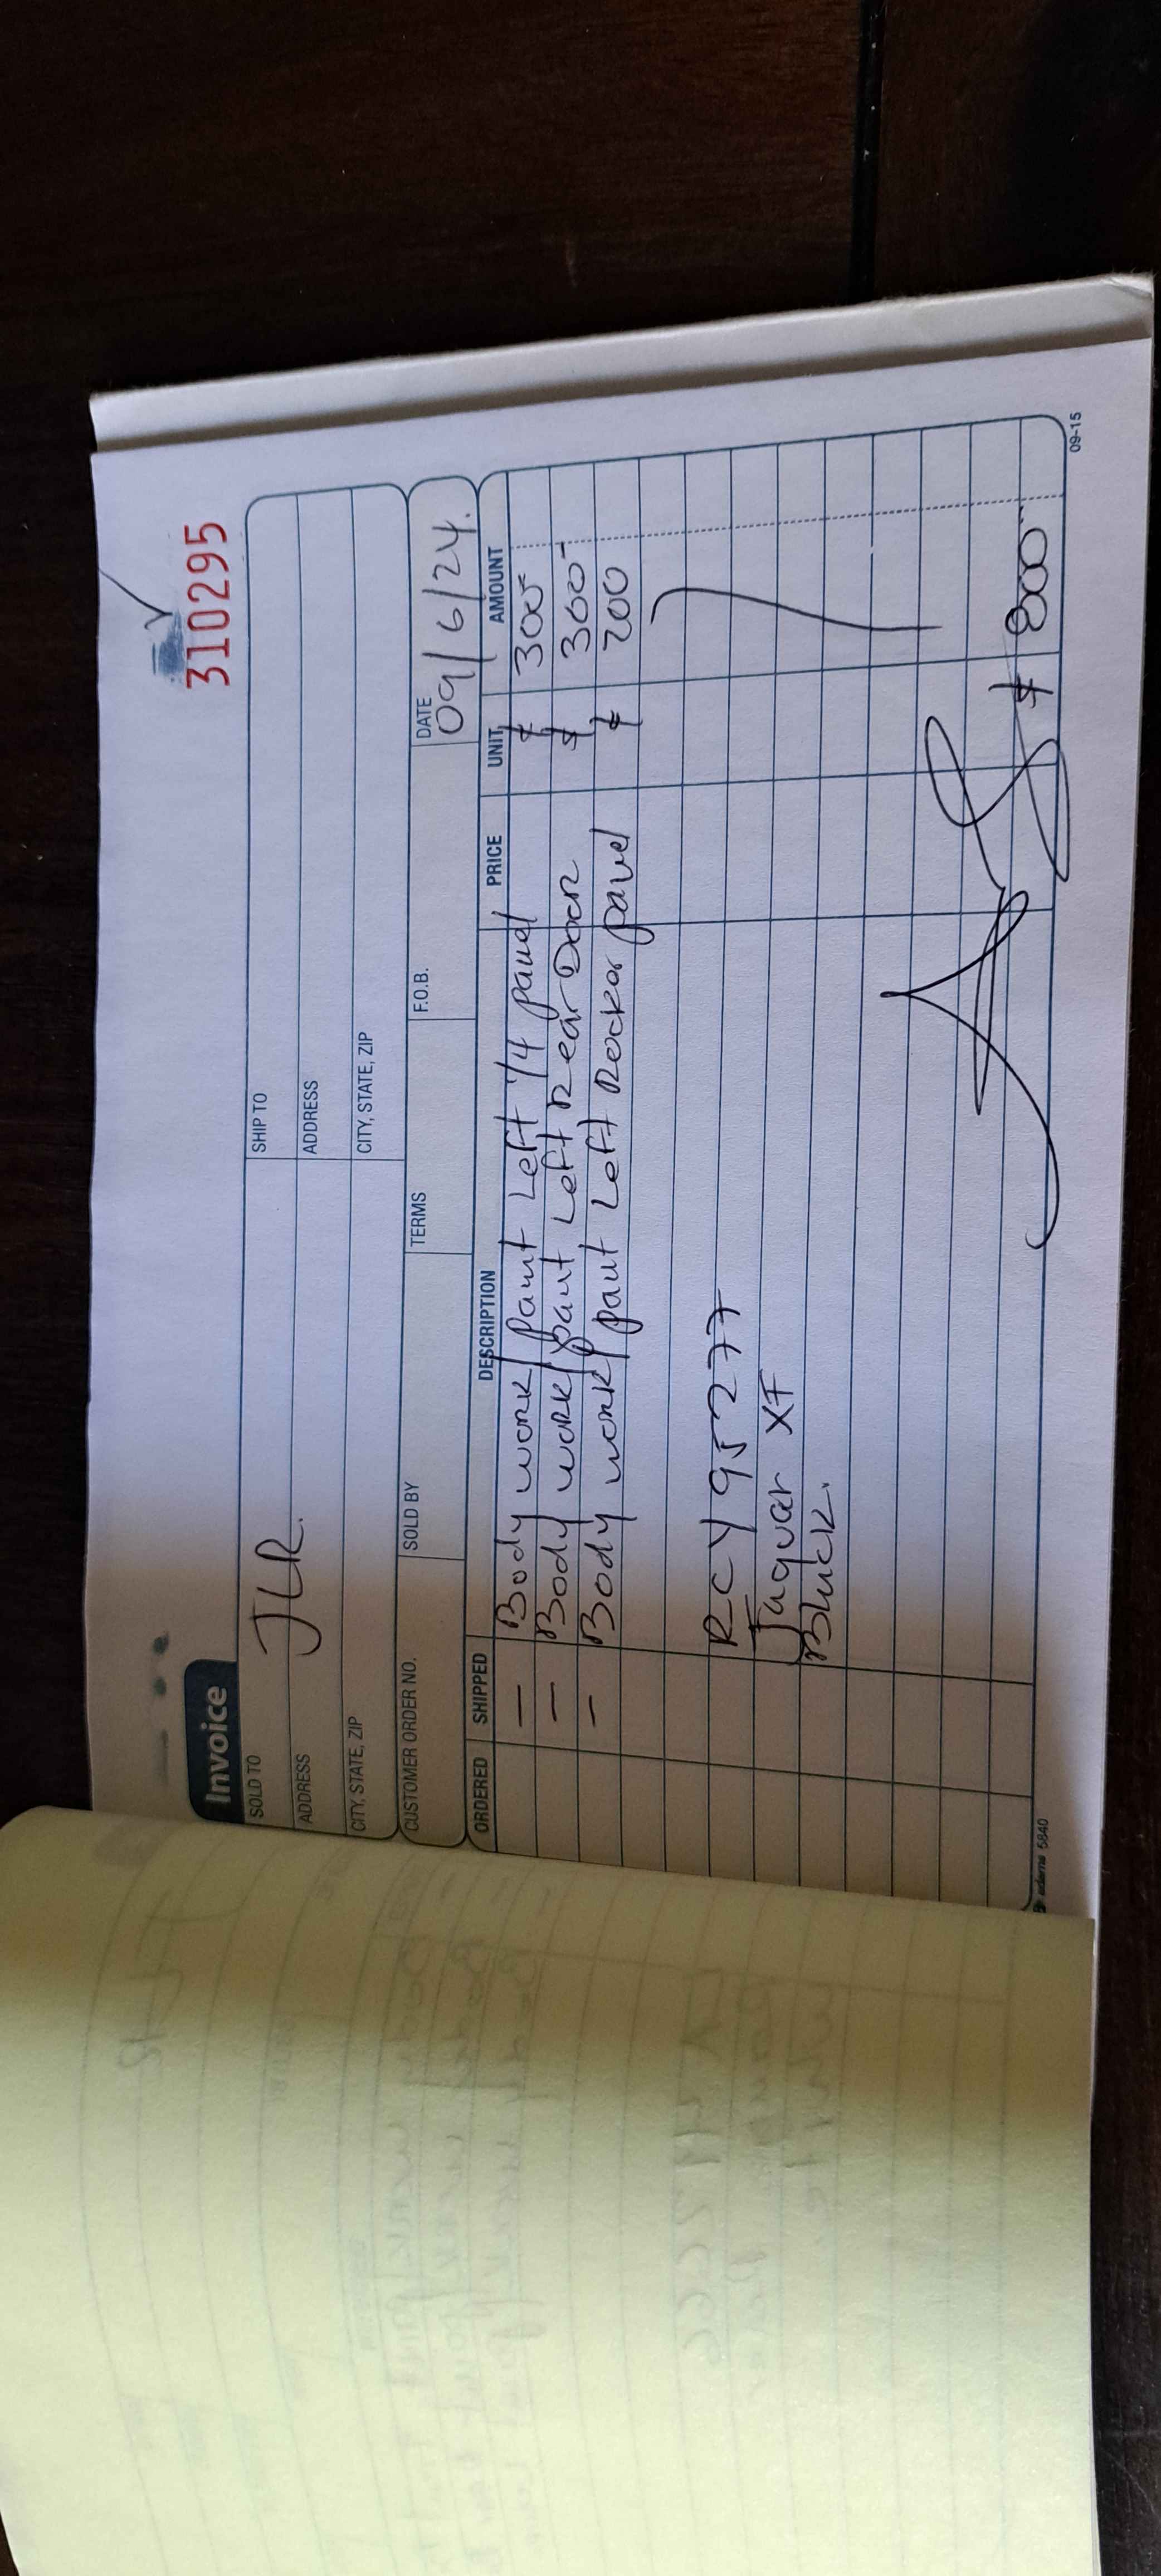 310295
Invoice
SOLD TO JLR.
SHIP TO
ADDRESS
ADDRESS
CITY, STATE, ZIP
CITY, STATE, ZIP
CUSTOMER ORDER NO. SOLD BY TERMS F.O.B. DATE 09/6/24.
ORDERED SHIPPED DESCRIPTION PRICE UNIT AMOUNT
– Body work/paint Left 1/4 panel $ 300-
– Body work/paint Left Rear Door $ 300-
– Body work/paint Left Rocker panel $ 200
RCY95277
Jaguar XF
Black.
$ 800
adams 5840 09-15